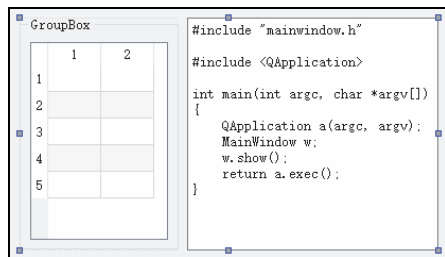 GroupBox
1 2
1
2
3
4
5
#include "mainwindow.h"
#include <QApplication>
int main(int argc, char *argv[])
{
    QApplication a(argc, argv);
    MainWindow w;
    w.show();
    return a.exec();
}